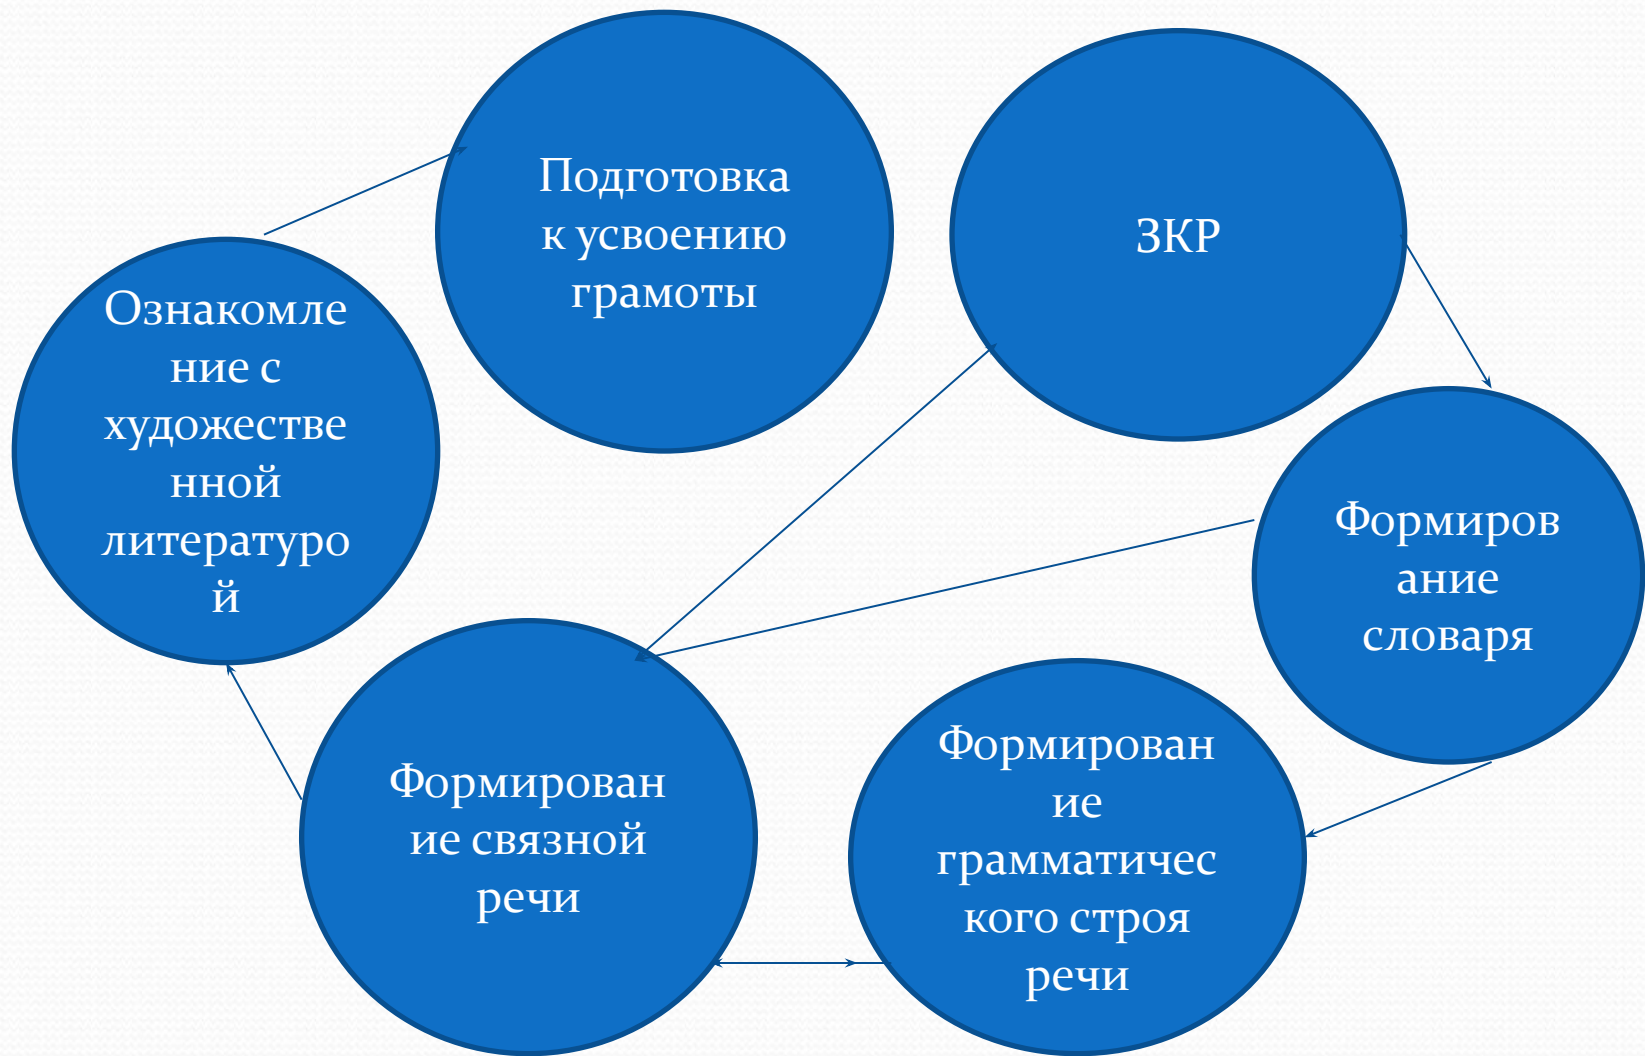 Подготовка
к усвоению
грамоты
ЗКР
Ознакомле
ние с
художестве
нной
литературо
й
Формиров
ание
словаря
Формирован
ие связной
речи
Формирован
ие
грамматичес
кого строя
речи